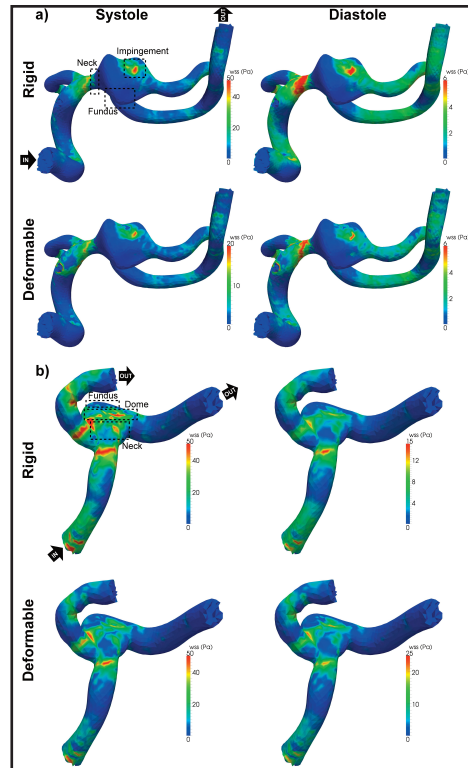 Systole
Diastole
OUT
a)
Rigid
Neck
Impingement
Fundus
IN
wss (Pa)
50
40
20
0
wss (Pa)
6
4
2
0
Deformable
wss (Pa)
20
10
0
wss (Pa)
6
4
2
0
b)
Rigid
OUT
OUT
Fundus
Dome
Neck
IN
wss (Pa)
50
40
20
0
wss (Pa)
15
12
8
4
0
Deformable
wss (Pa)
50
40
20
0
wss (Pa)
25
20
10
0